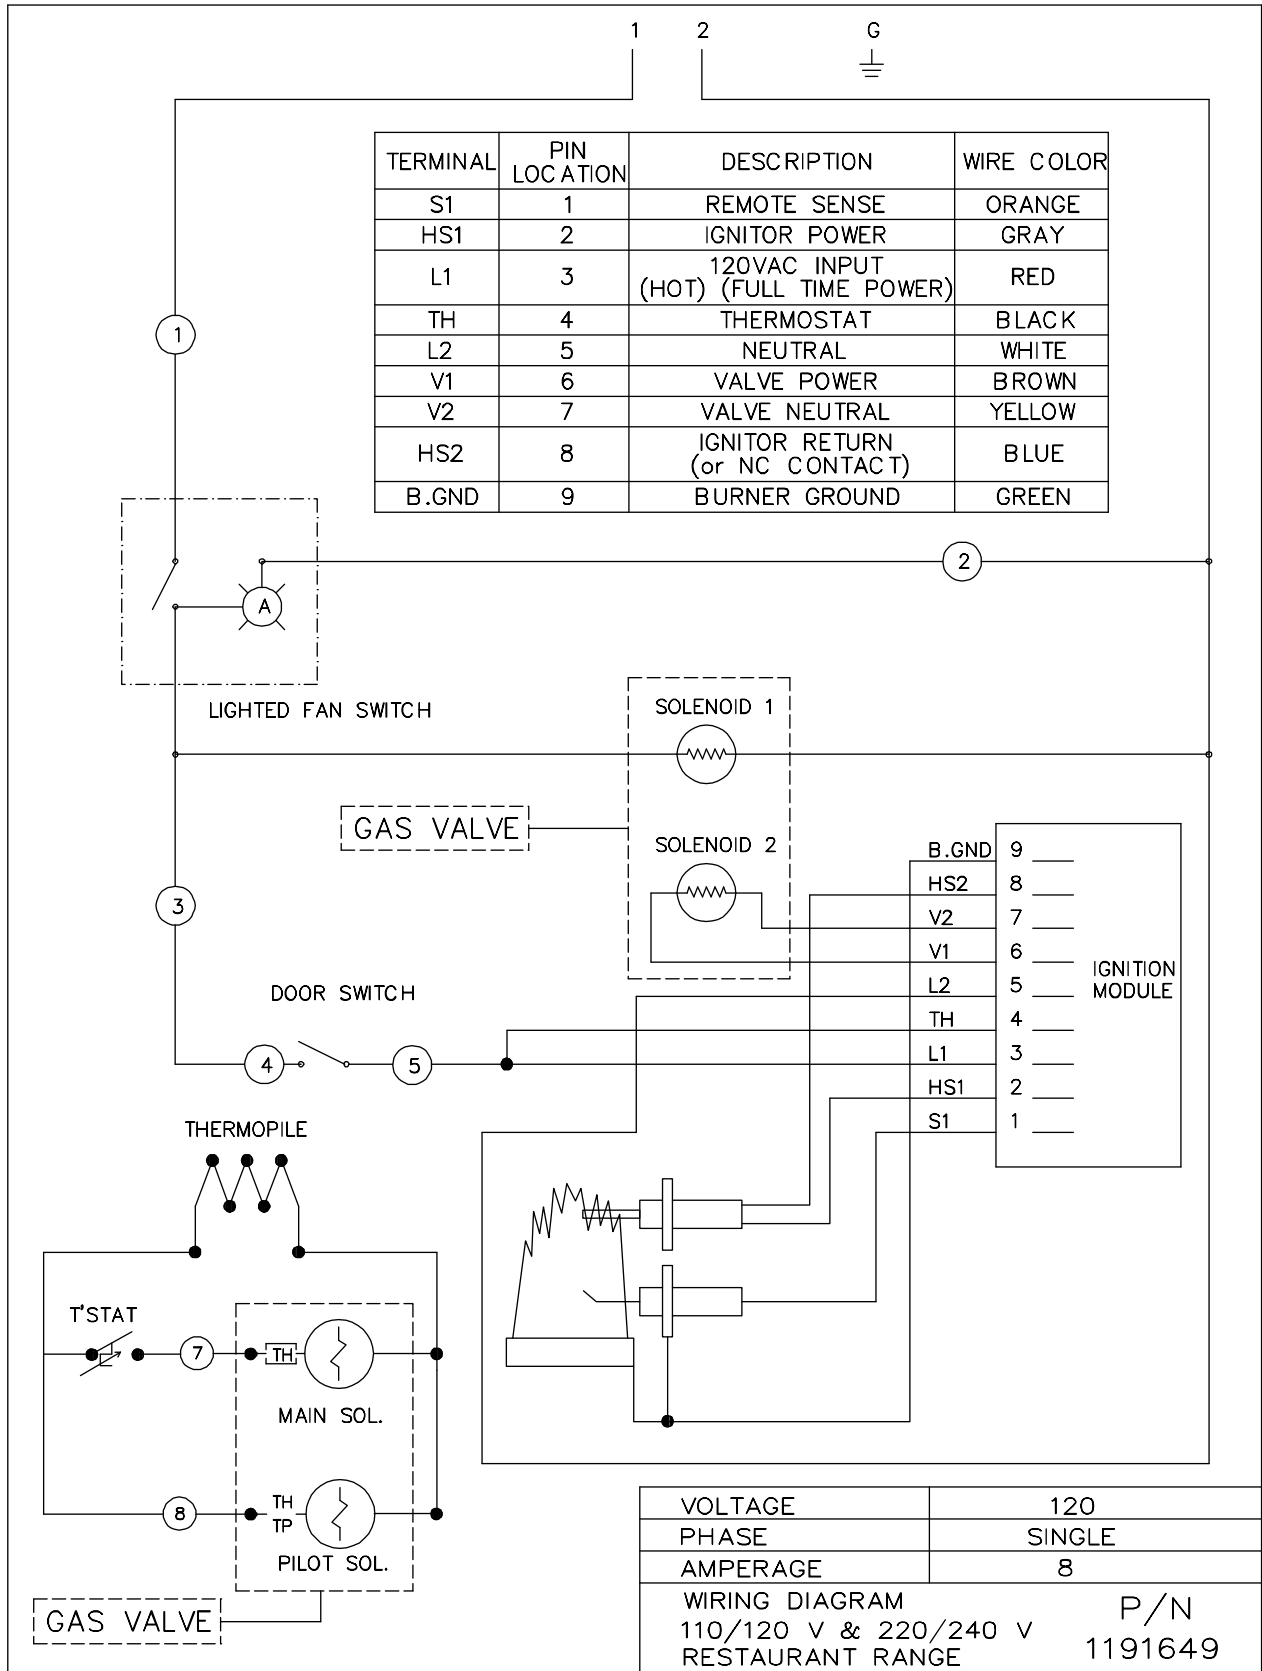 1 2 G
TERMINAL PIN LOCATION DESCRIPTION WIRE COLOR
S1 1 REMOTE SENSE ORANGE
HS1 2 IGNITOR POWER GRAY
L1 3 120VAC INPUT (HOT) (FULL TIME POWER) RED
TH 4 THERMOSTAT BLACK
L2 5 NEUTRAL WHITE
V1 6 VALVE POWER BROWN
V2 7 VALVE NEUTRAL YELLOW
HS2 8 IGNITOR RETURN (or NC CONTACT) BLUE
B.GND 9 BURNER GROUND GREEN
1
2
A
LIGHTED FAN SWITCH
SOLENOID 1
GAS VALVE
SOLENOID 2
B.GND 9
HS2 8
V2 7
V1 6
L2 5
TH 4
L1 3
HS1 2
S1 1
IGNITION
MODULE
3
DOOR SWITCH
4
5
THERMOPILE
T'STAT
7
TH
MAIN SOL.
8
TH
TP
PILOT SOL.
GAS VALVE
VOLTAGE 120
PHASE SINGLE
AMPERAGE 8
WIRING DIAGRAM
110/120 V & 220/240 V
RESTAURANT RANGE
P/N
1191649